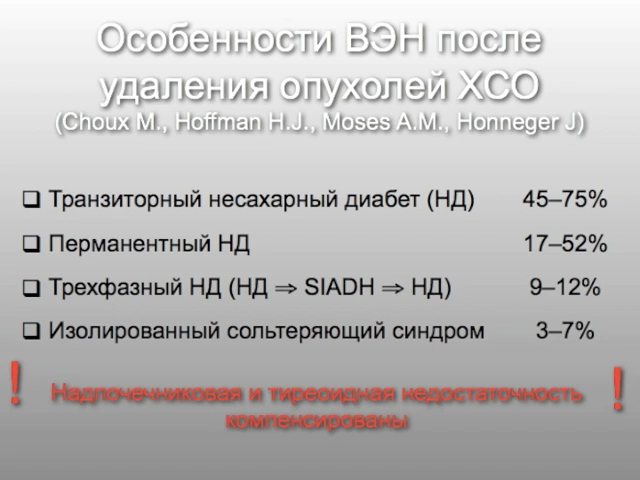 Особенности ВЭН после
удаления опухолей ХСО
(Choux M., Hoffman H.J., Moses A.M., Honneger J)
❑ Транзиторный несахарный диабет (НД) 45–75%
❑ Перманентный НД 17–52%
❑ Трехфазный НД (НД ⇒ SIADH ⇒ НД) 9–12%
❑ Изолированный сольтеряющий синдром 3–7%
! Надпочечниковая и тиреоидная недостаточность !
компенсированы